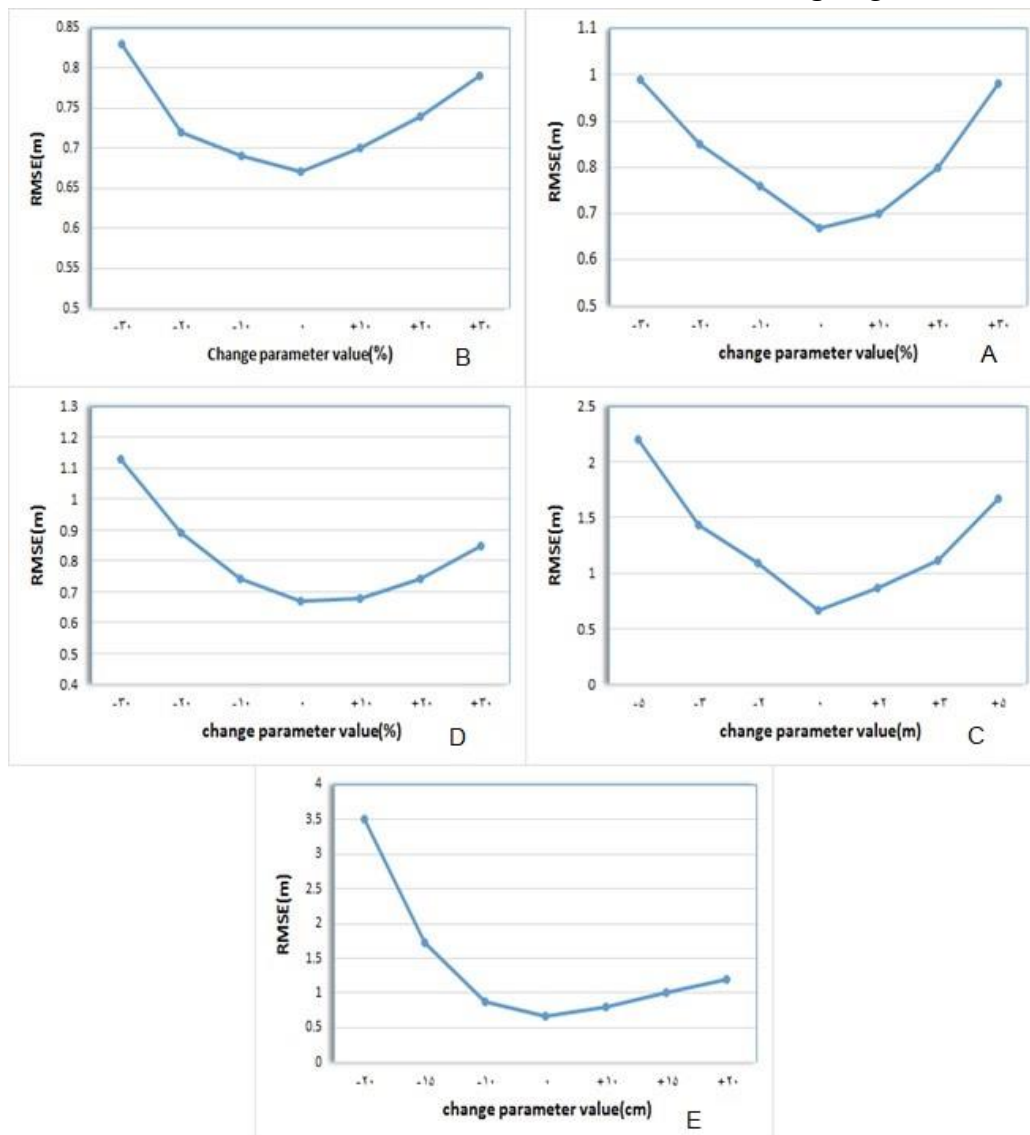 0.85
0.8
0.75
0.7
0.65
0.6
0.55
0.5
RMSE(m)
-۳۰ -۲۰ -۱۰ ۰ +۱۰ +۲۰ +۳۰
Change parameter value(%)
B
1.1
1
0.9
0.8
0.7
0.6
0.5
RMSE(m)
-۳۰ -۲۰ -۱۰ ۰ +۱۰ +۲۰ +۳۰
change parameter value(%)
A
1.3
1.2
1.1
1
0.9
0.8
0.7
0.6
0.5
0.4
RMSE(m)
-۳۰ -۲۰ -۱۰ ۰ +۱۰ +۲۰ +۳۰
change parameter value(%)
D
2.5
2
1.5
1
0.5
0
RMSE(m)
-۵ -۳ -۲ ۰ +۲ +۳ +۵
change parameter value(m)
C
4
3.5
3
2.5
2
1.5
1
0.5
0
RMSE(m)
-۲۰ -۱۵ -۱۰ ۰ +۱۰ +۱۵ +۲۰
change parameter value(cm)
E